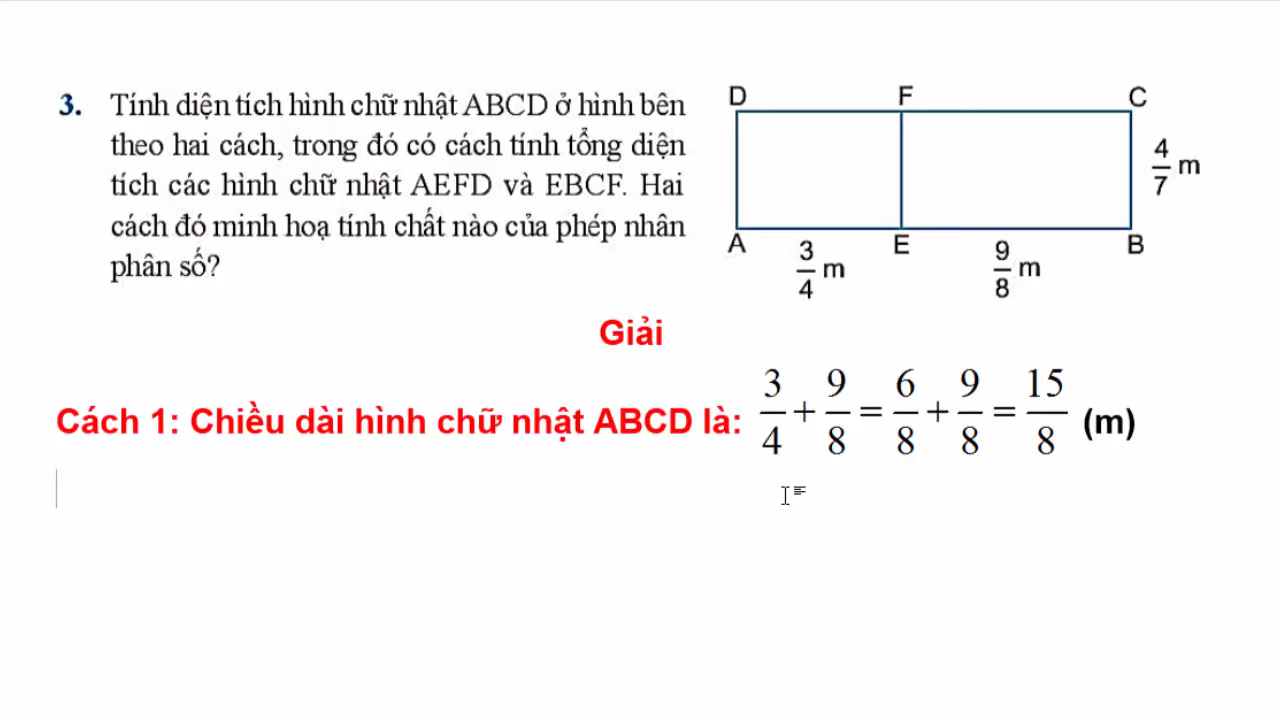 3. Tính diện tích hình chữ nhật ABCD ở hình bên
theo hai cách, trong đó có cách tính tổng diện
tích các hình chữ nhật AEFD và EBCF. Hai
cách đó minh hoạ tính chất nào của phép nhân
phân số?
D F C
4/7 m
A E B
3/4 m 9/8 m
Giải
Cách 1: Chiều dài hình chữ nhật ABCD là: 3/4 + 9/8 = 6/8 + 9/8 = 15/8 (m)